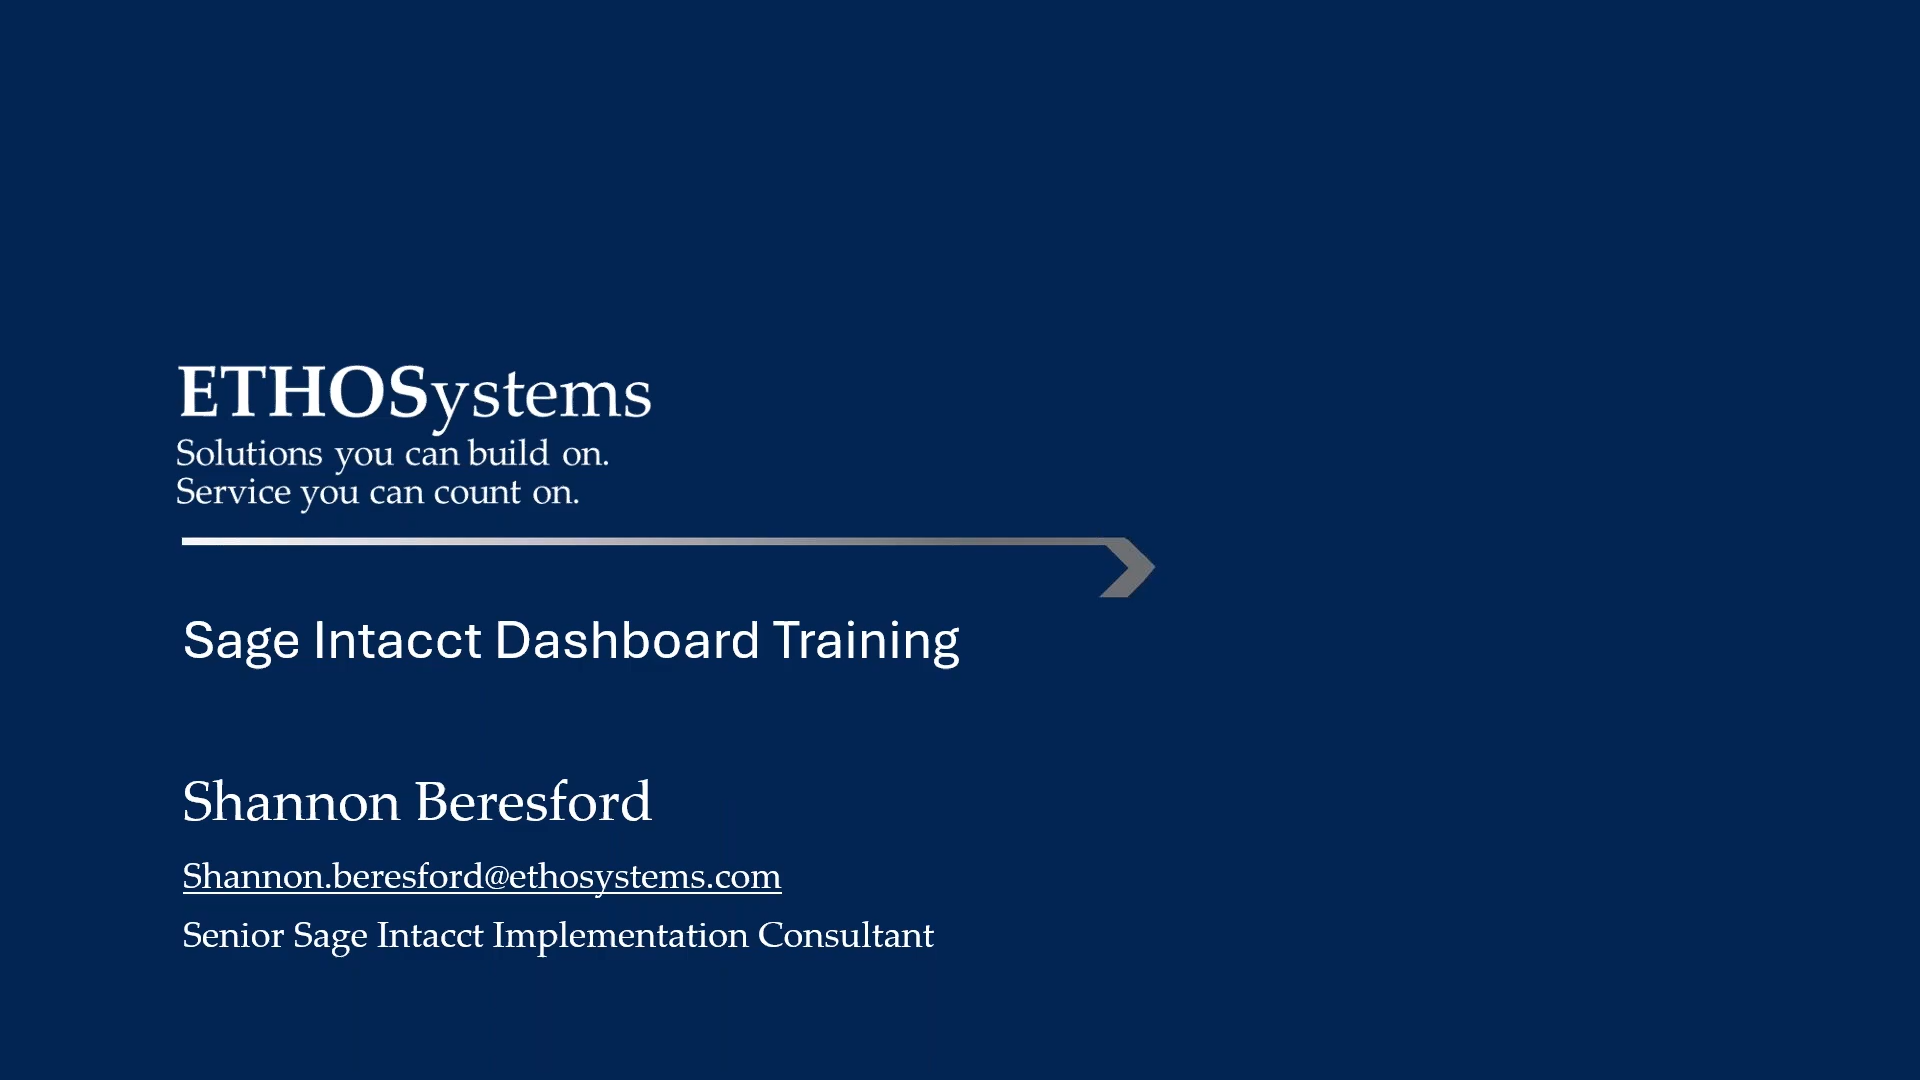 ETHOSystems
Solutions you can build on.
Service you can count on.
Sage Intacct Dashboard Training
Shannon Beresford
Shannon.beresford@ethosystems.com
Senior Sage Intacct Implementation Consultant